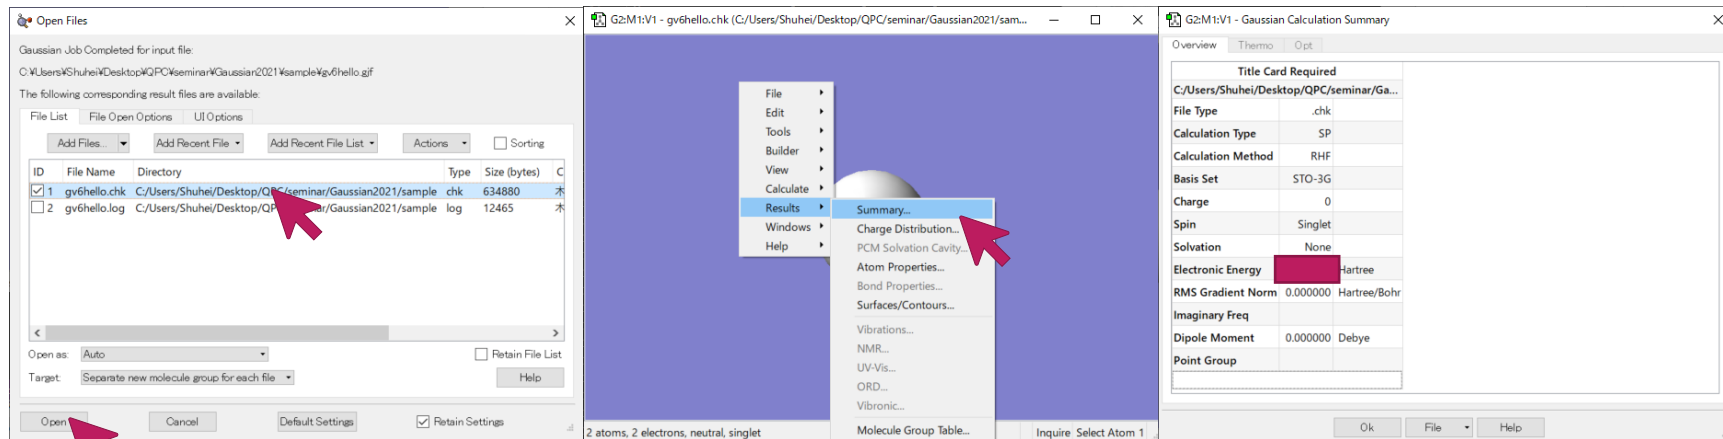 Open Files
Gaussian Job Completed for input file:
C:¥Users¥Shuhei¥Desktop¥QPC¥seminar¥Gaussian2021¥sample¥gv6hello.gjf
The following corresponding result files are available:
File List File Open Options UI Options
Add Files... Add Recent File Add Recent File List Actions Sorting
ID File Name Directory Type Size (bytes) C
1 gv6hello.chk C:/Users/Shuhei/Desktop/QPC/seminar/Gaussian2021/sample chk 634880 木
2 gv6hello.log C:/Users/Shuhei/Desktop/QP ar/Gaussian2021/sample log 12465 木
Open as: Auto Retain File List
Target: Separate new molecule group for each file Help
Open Cancel Default Settings Retain Settings
G2:M1:V1 - gv6hello.chk (C:/Users/Shuhei/Desktop/QPC/seminar/Gaussian2021/sam...
File
Edit
Tools
Builder
View
Calculate
Results
Windows
Help
Summary...
Charge Distribution...
PCM Solvation Cavity...
Atom Properties...
Bond Properties...
Surfaces/Contours...
Vibrations...
NMR...
UV-Vis...
ORD...
Vibronic...
Molecule Group Table...
2 atoms, 2 electrons, neutral, singlet Inquire Select Atom 1
G2:M1:V1 - Gaussian Calculation Summary
Overview Thermo Opt
Title Card Required
C:/Users/Shuhei/Desktop/QPC/seminar/Ga...
File Type .chk
Calculation Type SP
Calculation Method RHF
Basis Set STO-3G
Charge 0
Spin Singlet
Solvation None
Electronic Energy Hartree
RMS Gradient Norm 0.000000 Hartree/Bohr
Imaginary Freq
Dipole Moment 0.000000 Debye
Point Group
Ok File Help